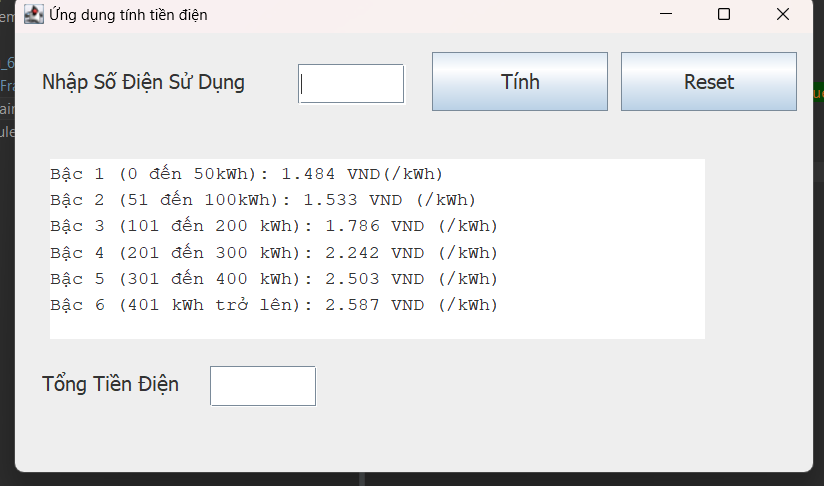 Ứng dụng tính tiền điện
Nhập Số Điện Sử Dụng
Tính
Reset
Bậc 1 (0 đến 50kWh): 1.484 VND(/kWh)
Bậc 2 (51 đến 100kWh): 1.533 VND (/kWh)
Bậc 3 (101 đến 200 kWh): 1.786 VND (/kWh)
Bậc 4 (201 đến 300 kWh): 2.242 VND (/kWh)
Bậc 5 (301 đến 400 kWh): 2.503 VND (/kWh)
Bậc 6 (401 kWh trở lên): 2.587 VND (/kWh)
Tổng Tiền Điện